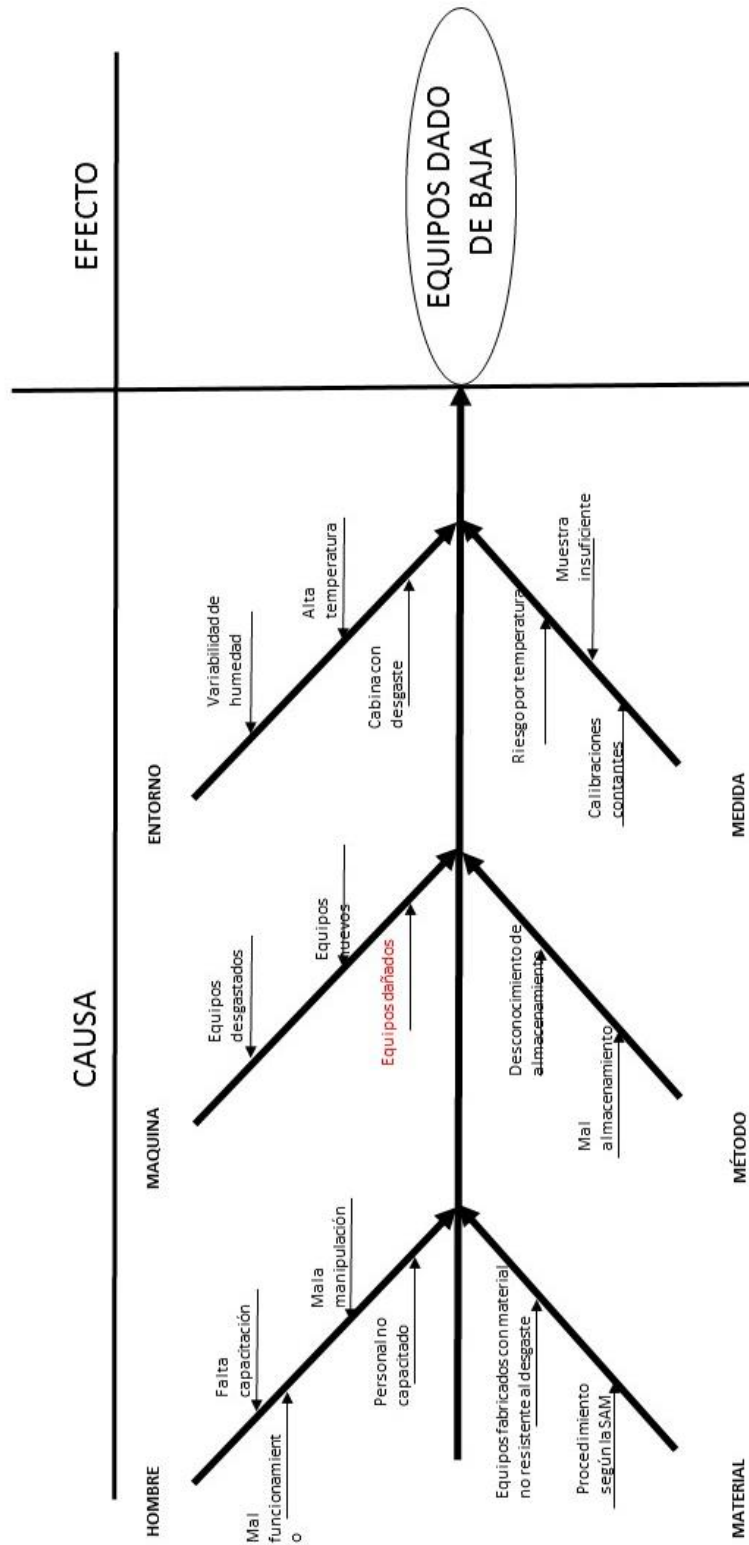 CAUSA
EFECTO
HOMBRE
Falta
capacitación
Mal
funcionamient
o
Mala
manipulación
Personal no
capacitado
MAQUINA
Equipos
desgastados
Equipos
nuevos
Equipos dañados
ENTORNO
Variabilidad de
humedad
Alta
temperatura
Cabina con
desgaste
EQUIPOS DADO
DE BAJA
MATERIAL
Equipos fabricados con material
no resistente al desgaste
Procedimiento
según la SAM
MÉTODO
Desconocimiento de
almacenamiento
Mal
almacenamiento
MEDIDA
Riesgo por temperatura
Muestra
insuficiente
Calibraciones
contantes